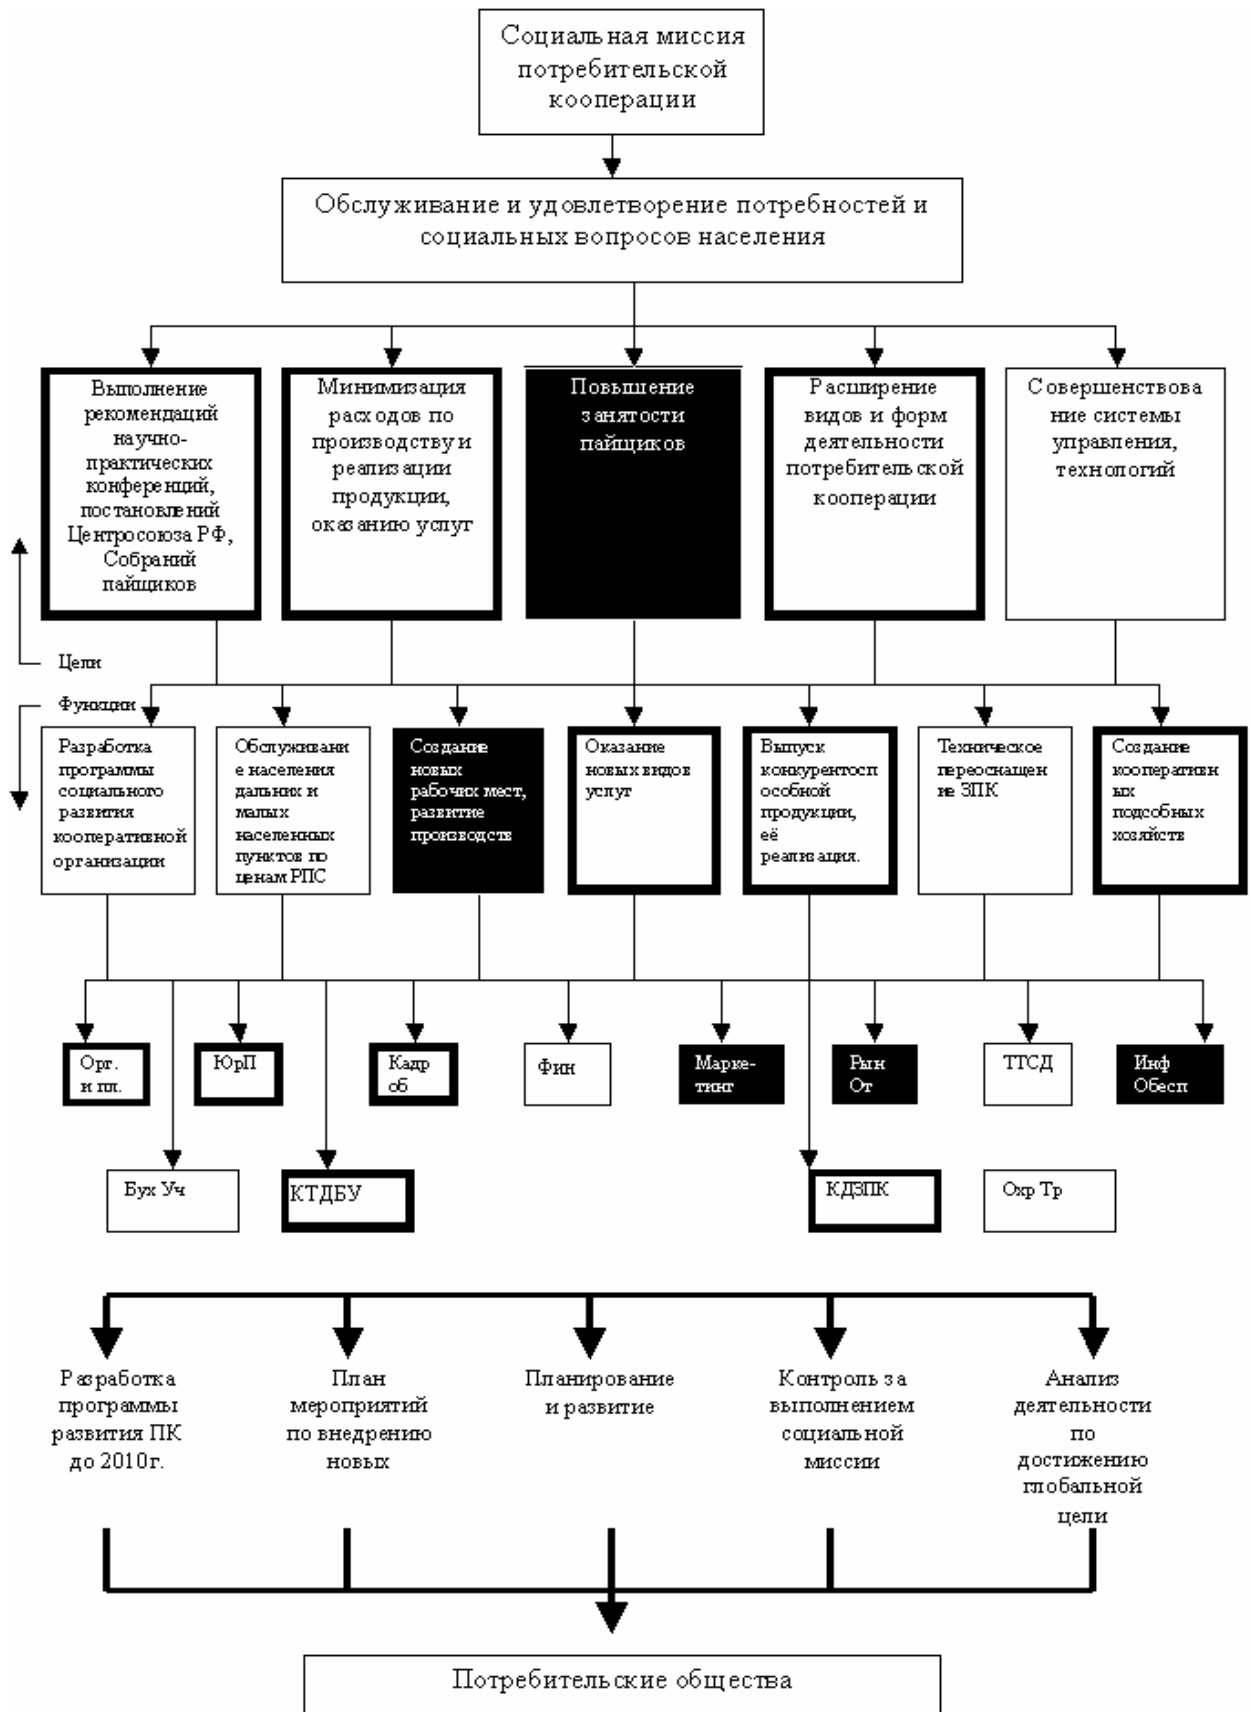 Социальная миссия
потребительской
кооперации
Обслуживание и удовлетворение потребностей и
социальных вопросов населения
Выполнение
рекомендаций
научно-
практических
конференций,
постановлений
Центросоюза РФ,
Собраний
пайщиков
Минимизация
расходов по
производству и
реализации
продукции,
оказанию услуг
Повышение
занятости
пайщиков
Расширение
видов и форм
деятельности
потребительской
кооперации
Совершенствова
ние системы
управления,
технологий
Цели
Функции
Разработка
программы
социального
развития
кооперативной
организации
Обслуживани
е населения
дальних и
малых
населенных
пунктов по
ценам РПС
Создание
новых
рабочих мест,
развитие
производств
Оказание
новых видов
услуг
Выпуск
конкурентосп
особной
продукции,
её
реализация.
Техническое
переоснащен
ие ЗПК
Создание
кооперативн
ых
подсобных
хозяйств
Орг.
и пл.
ЮрП
Кадр
об
Фин
Марке-
тинг
Рын
От
ТТСД
Инф
Обесп
Бух Уч
КТДБУ
КДЗПК
Охр Тр
Разработка
программы
развития ПК
до 2010г.
План
мероприятий
по внедрению
новых
Планирование
и развитие
Контроль за
выполнением
социальной
миссии
Анализ
деятельности
по
достижению
глобальной
цели
Потребительские общества